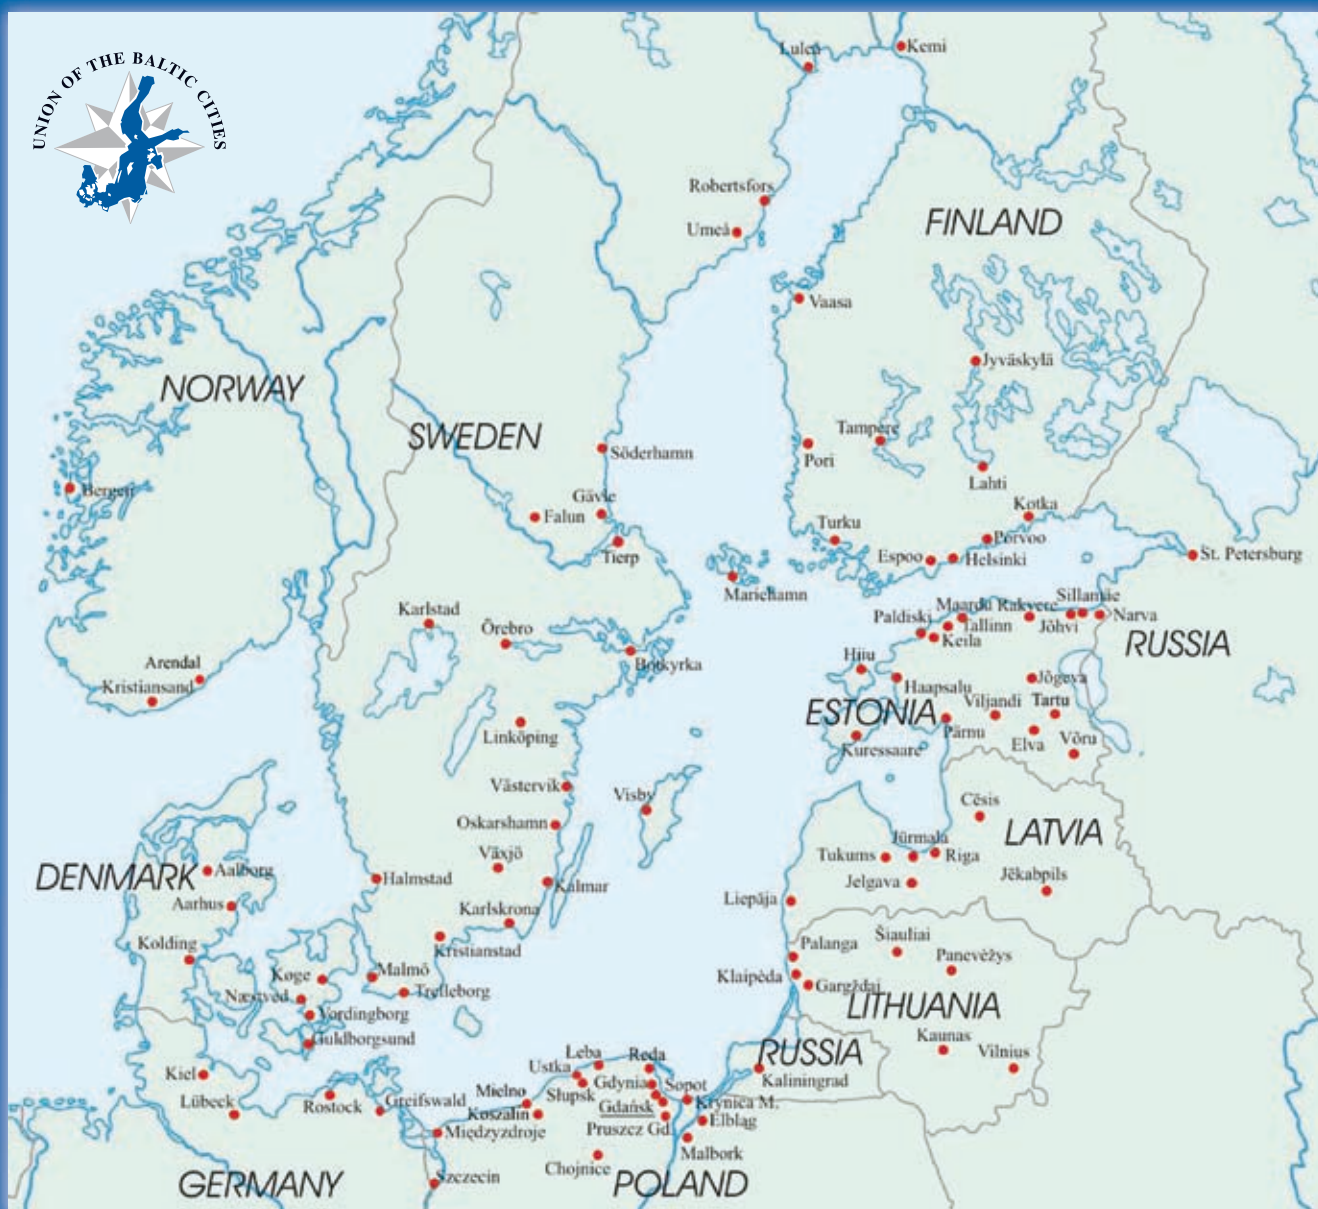 UNION OF THE BALTIC CITIES
Luleå
Kemi
Robertsfors
Umeå
FINLAND
Vaasa
Jyväskylä
NORWAY
SWEDEN
Tampere
Pori
Söderhamn
Lahti
Bergen
Gävle
Falun
Kotka
Turku
Porvoo
Tierp
Espoo
Helsinki
St. Petersburg
Mariehamn
Karlstad
Örebro
Paldiski
Maardu
Rakvere
Sillamäe
Tallinn
Jõhvi
Narva
Keila
RUSSIA
Botkyrka
Hiiu
Arendal
Kristiansand
Haapsalu
Jõgeva
Viljandi
Tartu
ESTONIA
Linköping
Pärnu
Elva
Võru
Kuressaare
Västervik
Visby
Cēsis
Oskarshamn
LATVIA
Växjö
Jūrmala
Tukums
Riga
DENMARK
Aalborg
Halmstad
Kalmar
Jelgava
Jēkabpils
Aarhus
Karlskrona
Liepāja
Kolding
Kristianstad
Palanga
Šiauliai
Panevėžys
Køge
Malmö
Klaipėda
Gargždai
Næstved
Trelleborg
Vordingborg
LITHUANIA
Guldborgsund
Kaunas
Vilnius
RUSSIA
Kaliningrad
Kiel
Łeba
Reda
Ustka
Gdynia
Sopot
Lübeck
Rostock
Greifswald
Mielno
Słupsk
Gdańsk
Krynica M.
Koszalin
Elbląg
Pruszcz Gd.
Międzyzdroje
Malbork
Chojnice
Szczecin
GERMANY
POLAND